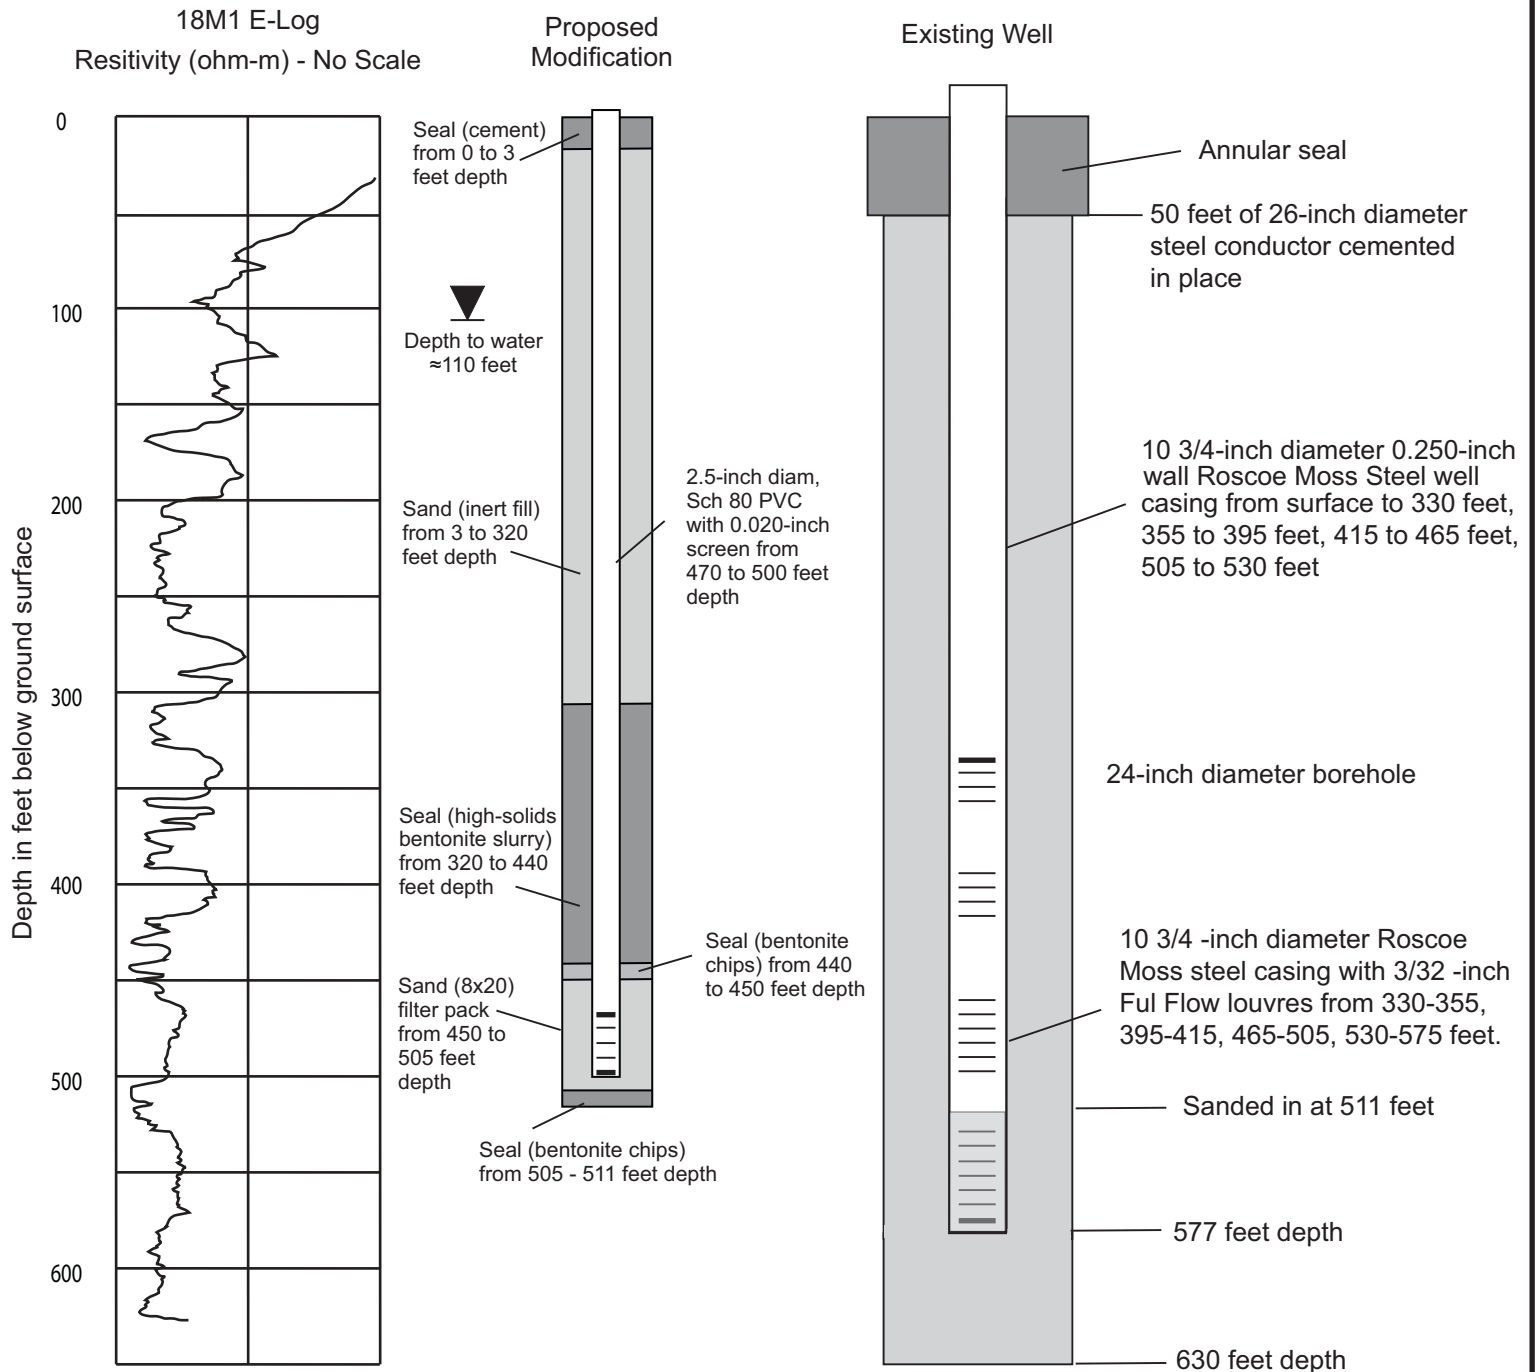 18M1 E-Log
Resitivity (ohm-m) - No Scale
Proposed
Modification
Existing Well
Depth in feet below ground surface
0
100
200
300
400
500
600
Seal (cement)
from 0 to 3
feet depth
Depth to water
≈110 feet
Sand (inert fill)
from 3 to 320
feet depth
2.5-inch diam,
Sch 80 PVC
with 0.020-inch
screen from
470 to 500 feet
depth
Seal (high-solids
bentonite slurry)
from 320 to 440
feet depth
Seal (bentonite
chips) from 440
to 450 feet depth
Sand (8x20)
filter pack
from 450 to
505 feet
depth
Seal (bentonite chips)
from 505 - 511 feet depth
Annular seal
50 feet of 26-inch diameter
steel conductor cemented
in place
10 3/4-inch diameter 0.250-inch
wall Roscoe Moss Steel well
casing from surface to 330 feet,
355 to 395 feet, 415 to 465 feet,
505 to 530 feet
24-inch diameter borehole
10 3/4 -inch diameter Roscoe
Moss steel casing with 3/32 -inch
Ful Flow louvres from 330-355,
395-415, 465-505, 530-575 feet.
Sanded in at 511 feet
577 feet depth
630 feet depth